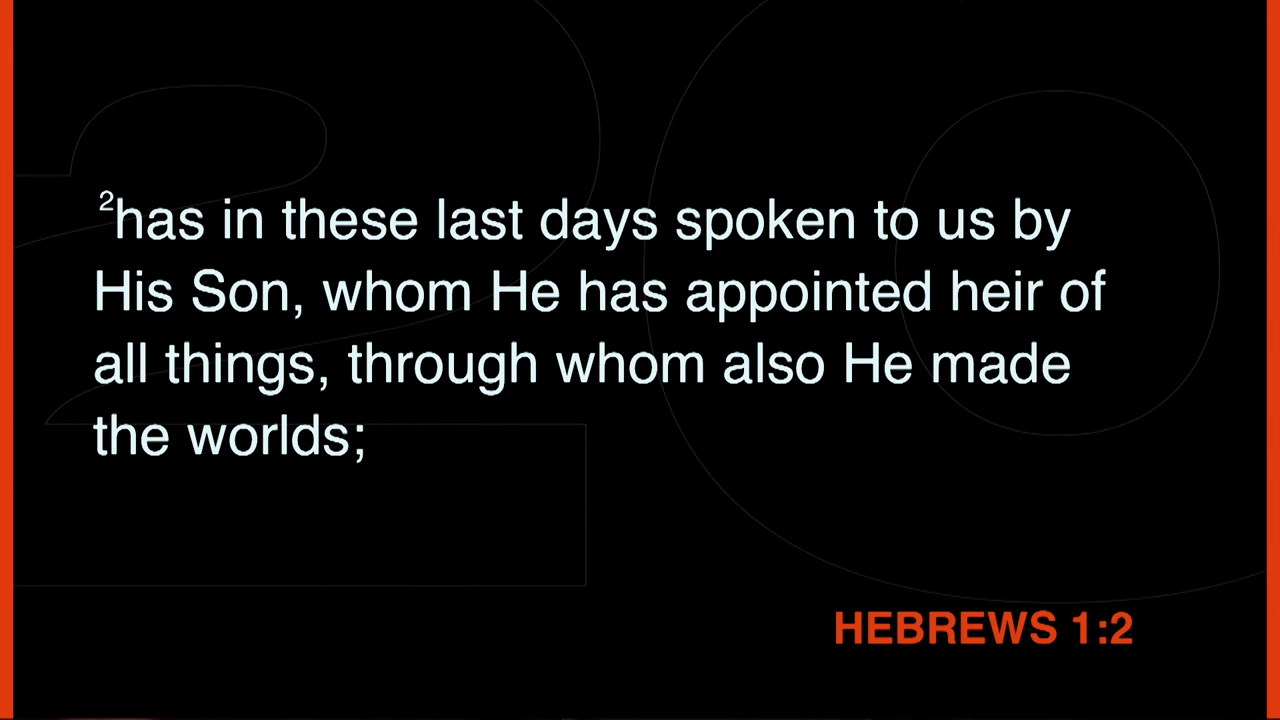 2has in these last days spoken to us by
His Son, whom He has appointed heir of
all things, through whom also He made
the worlds;
HEBREWS 1:2
20